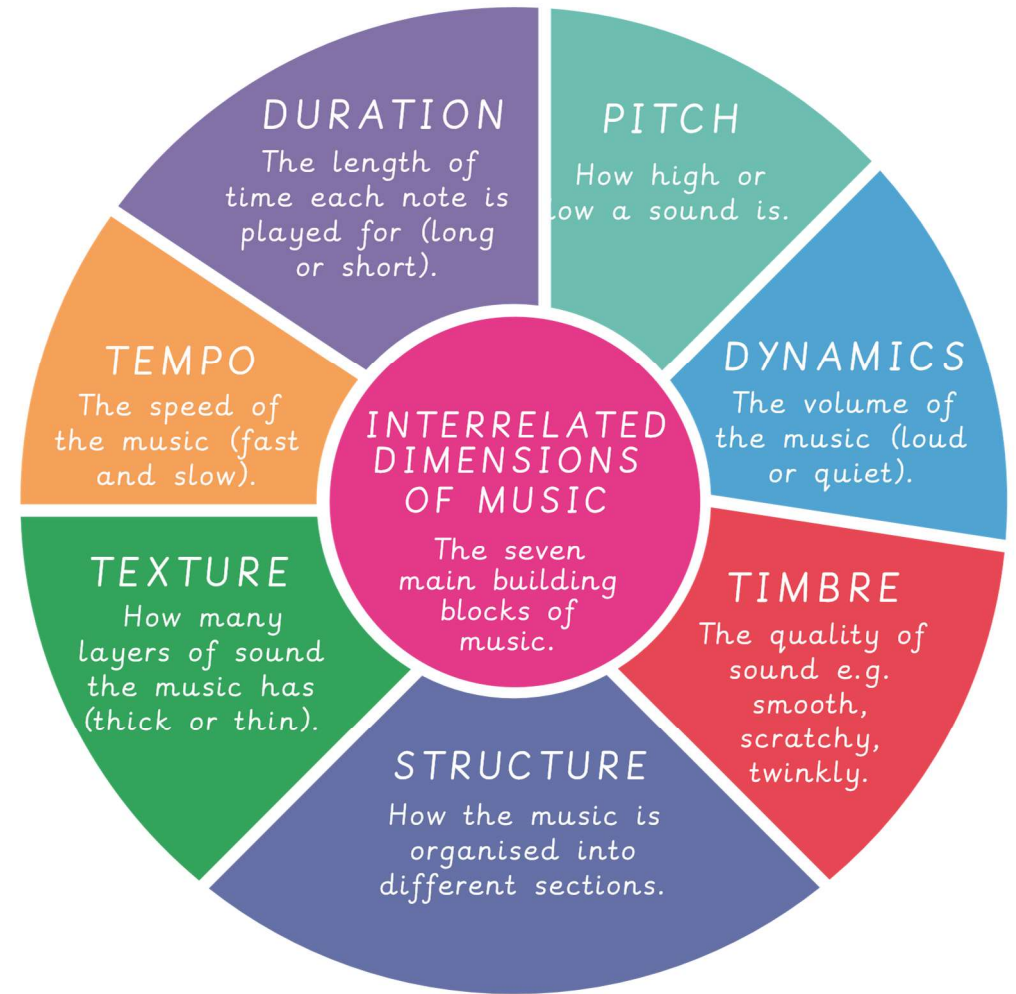 INTERRELATED
DIMENSIONS
OF MUSIC
The seven
main building
blocks of
music.
PITCH
How high or
low a sound is.
DYNAMICS
The volume of
the music (loud
or quiet).
TIMBRE
The quality of
sound e.g.
smooth,
scratchy,
twinkly.
STRUCTURE
How the music is
organised into
different sections.
TEXTURE
How many
layers of sound
the music has
(thick or thin).
TEMPO
The speed of
the music (fast
and slow).
DURATION
The length of
time each note is
played for (long
or short).